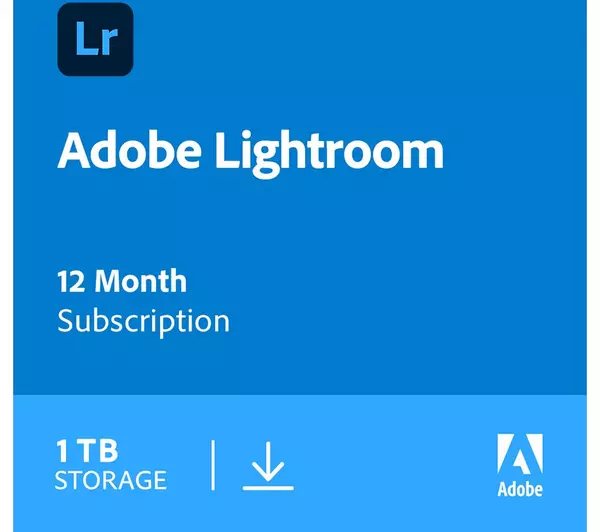 Lr
Adobe Lightroom
12 Month
Subscription
1 TB
STORAGE
Adobe